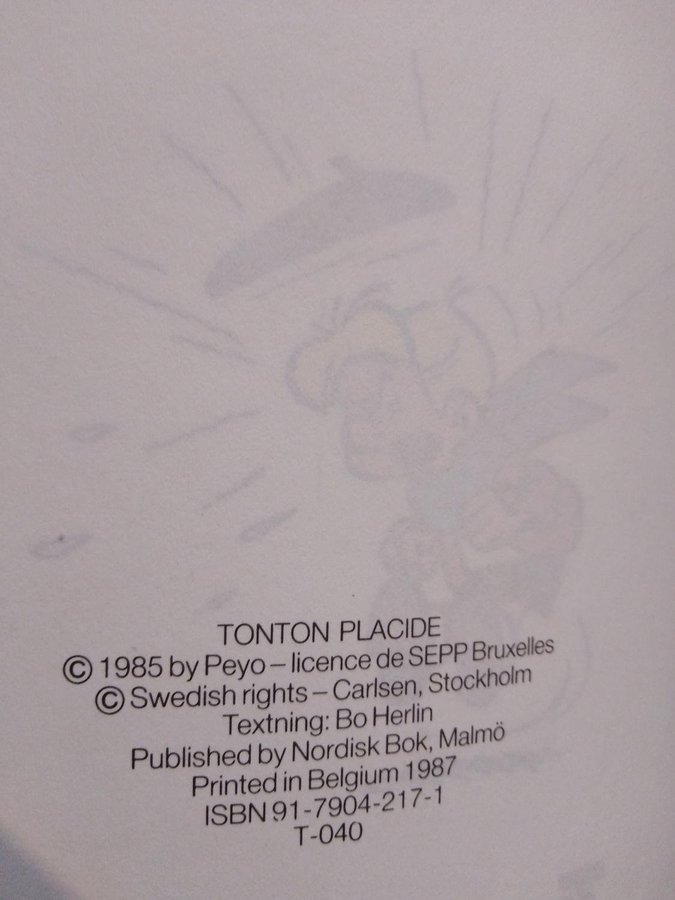 TONTON PLACIDE
© 1985 by Peyo – licence de SEPP Bruxelles
© Swedish rights – Carlsen, Stockholm
Textning: Bo Herlin
Published by Nordisk Bok, Malmö
Printed in Belgium 1987
ISBN 91-7904-217-1
T-040